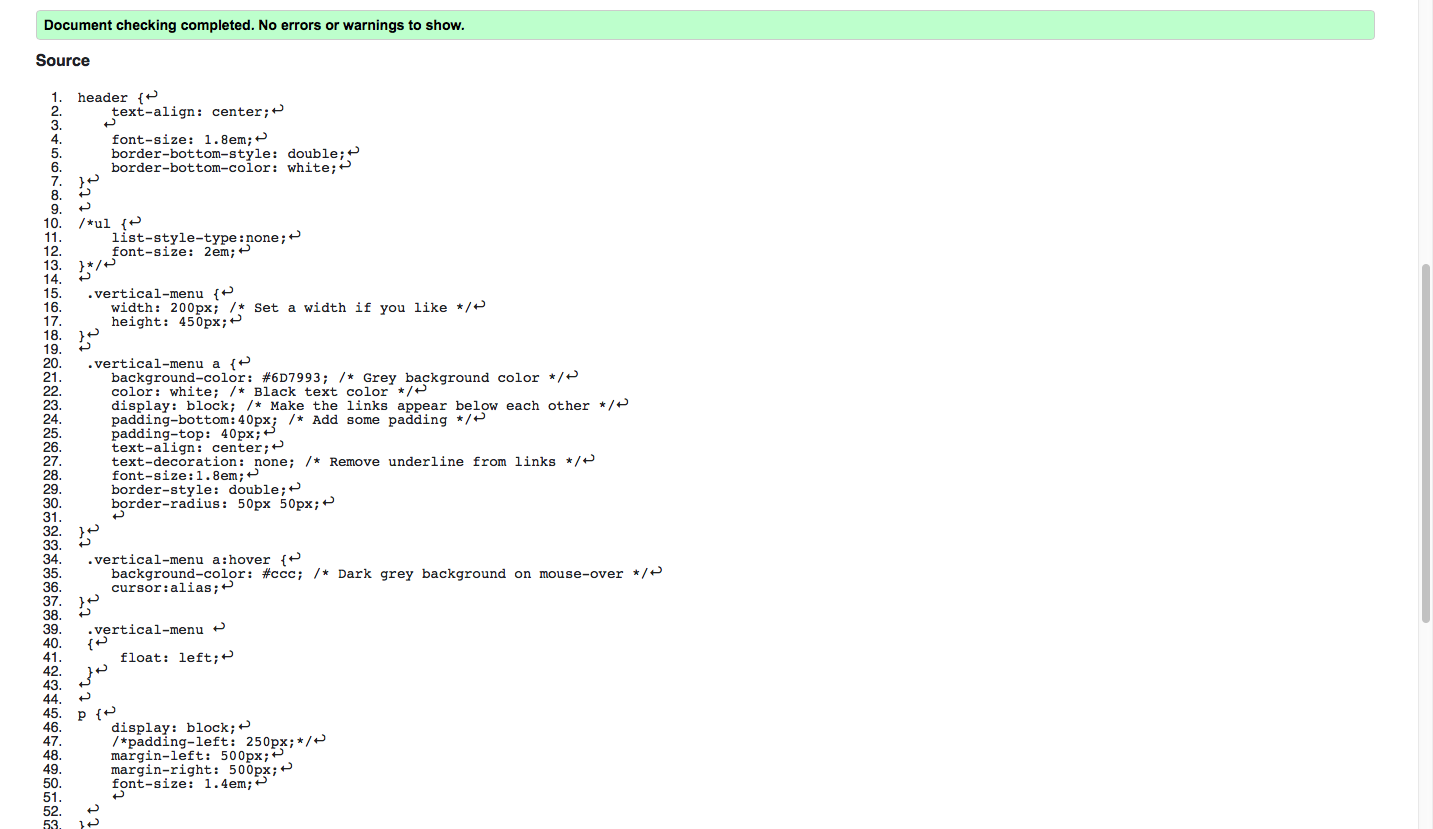 Document checking completed. No errors or warnings to show.
Source
1. header {↩
2.     text-align: center;↩
3.    ↩
4.     font-size: 1.8em;↩
5.     border-bottom-style: double;↩
6.     border-bottom-color: white;↩
7. }↩
8. ↩
9. ↩
10. /*ul {↩
11.     list-style-type:none;↩
12.     font-size: 2em;↩
13. }*/↩
14. ↩
15.  .vertical-menu {↩
16.     width: 200px; /* Set a width if you like */↩
17.     height: 450px;↩
18. }↩
19. ↩
20.  .vertical-menu a {↩
21.     background-color: #6D7993; /* Grey background color */↩
22.     color: white; /* Black text color */↩
23.     display: block; /* Make the links appear below each other */↩
24.     padding-bottom:40px; /* Add some padding */↩
25.     padding-top: 40px;↩
26.     text-align: center;↩
27.     text-decoration: none; /* Remove underline from links */↩
28.     font-size:1.8em;↩
29.     border-style: double;↩
30.     border-radius: 50px 50px;↩
31.     ↩
32. }↩
33. ↩
34.  .vertical-menu a:hover {↩
35.     background-color: #ccc; /* Dark grey background on mouse-over */↩
36.     cursor:alias;↩
37. }↩
38. ↩
39.  .vertical-menu ↩
40.  {↩
41.      float: left;↩
42.  }↩
43. ↩
44. ↩
45. p {↩
46.     display: block;↩
47.     /*padding-left: 250px;*/↩
48.     margin-left: 500px;↩
49.     margin-right: 500px;↩
50.     font-size: 1.4em;↩
51.     ↩
52.  ↩
53. }↩